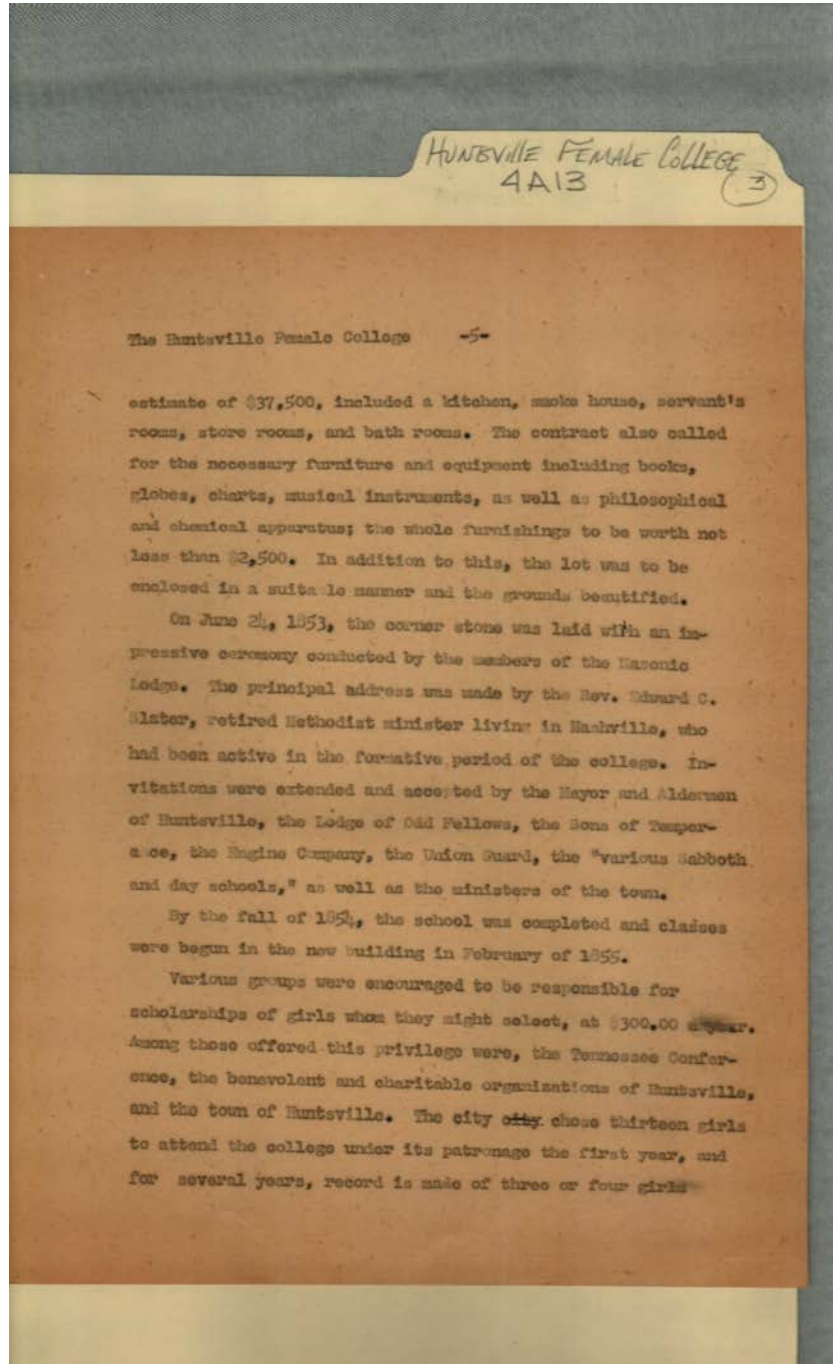 HUNTSVILLE FEMALE COLLEGE
4A13
3
The Huntsville Female College -5-
estimate of $37,500, included a kitchen, smoke house, servant's
rooms, store rooms, and bath rooms. The contract also called
for the necessary furniture and equipment including books,
globes, charts, musical instruments, as well as philosophical
and chemical apparatus; the whole furnishings to be worth not
less than $2,500. In addition to this, the lot was to be
enclosed in a suita le manner and the grounds beautified.
On June 24, 1853, the corner stone was laid with an im-
pressive ceremony conducted by the members of the Masonic
Lodge. The principal address was made by the Rev. Edward C.
Slater, retired Methodist minister living in Nashville, who
had been active in the formative period of the college. In-
vitations were extended and accepted by the Mayor and Aldermen
of Huntsville, the Lodge of Odd Fellows, the Sons of Temper-
ance, the Engine Company, the Union Guard, the "various Sabboth
and day schools," as well as the ministers of the town.
By the fall of 1854, the school was completed and classes
were begun in the new building in February of 1855.
Various groups were encouraged to be responsible for
scholarships of girls whom they might select, at $300.00 a year.
Among those offered this privilege were, the Tennessee Confer-
ence, the benevolent and charitable organizations of Huntsville,
and the town of Huntsville. The city city chose thirteen girls
to attend the college under its patronage the first year, and
for several years, record is made of three or four girls